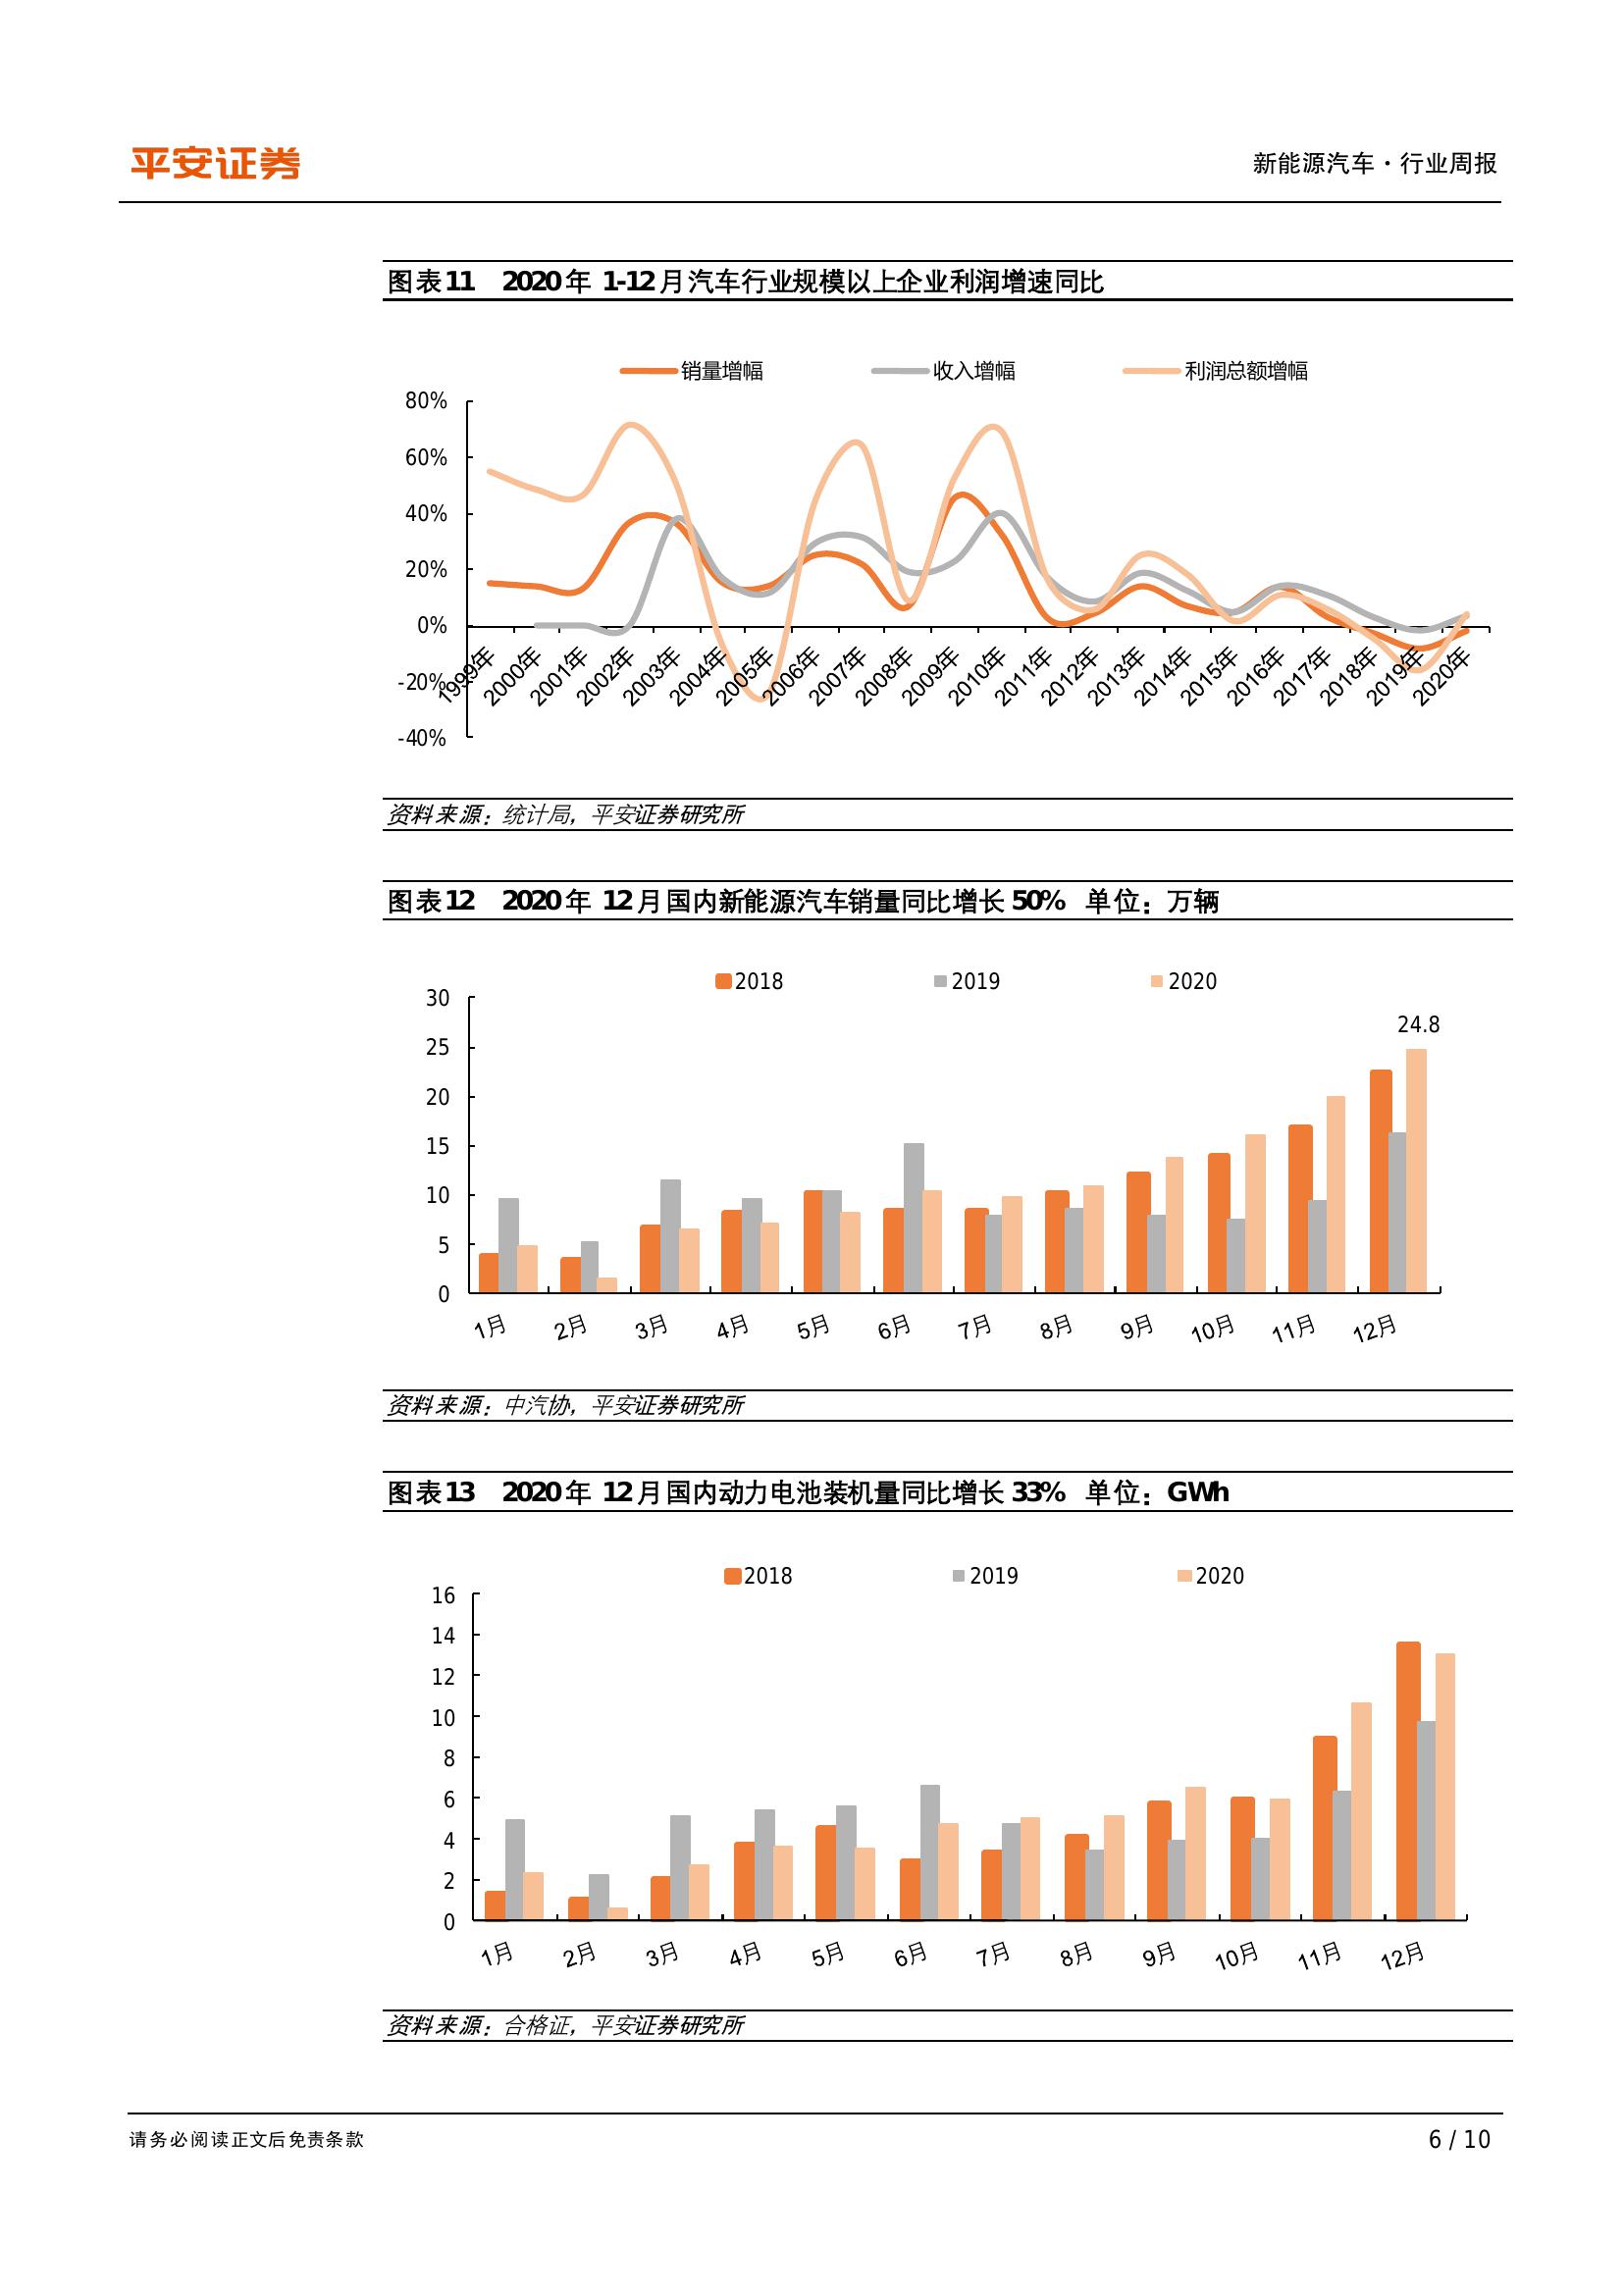 平安证券
新能源汽车·行业周报
图表11 2020年 1-12月汽车行业规模以上企业利润增速同比
销量增幅 收入增幅 利润总额增幅
80%
60%
40%
20%
0%
-20%
-40%
1999年 2000年 2001年 2002年 2003年 2004年 2005年 2006年 2007年 2008年 2009年 2010年 2011年 2012年 2013年 2014年 2015年 2016年 2017年 2018年 2019年 2020年
资料来源：统计局，平安证券研究所
图表12 2020年 12月国内新能源汽车销量同比增长50% 单位：万辆
2018 2019 2020
24.8
30
25
20
15
10
5
0
1月 2月 3月 4月 5月 6月 7月 8月 9月 10月 11月 12月
资料来源：中汽协，平安证券研究所
图表13 2020年 12月国内动力电池装机量同比增长33% 单位：GWh
2018 2019 2020
16
14
12
10
8
6
4
2
0
1月 2月 3月 4月 5月 6月 7月 8月 9月 10月 11月 12月
资料来源：合格证，平安证券研究所
请务必阅读正文后免责条款
6 / 10